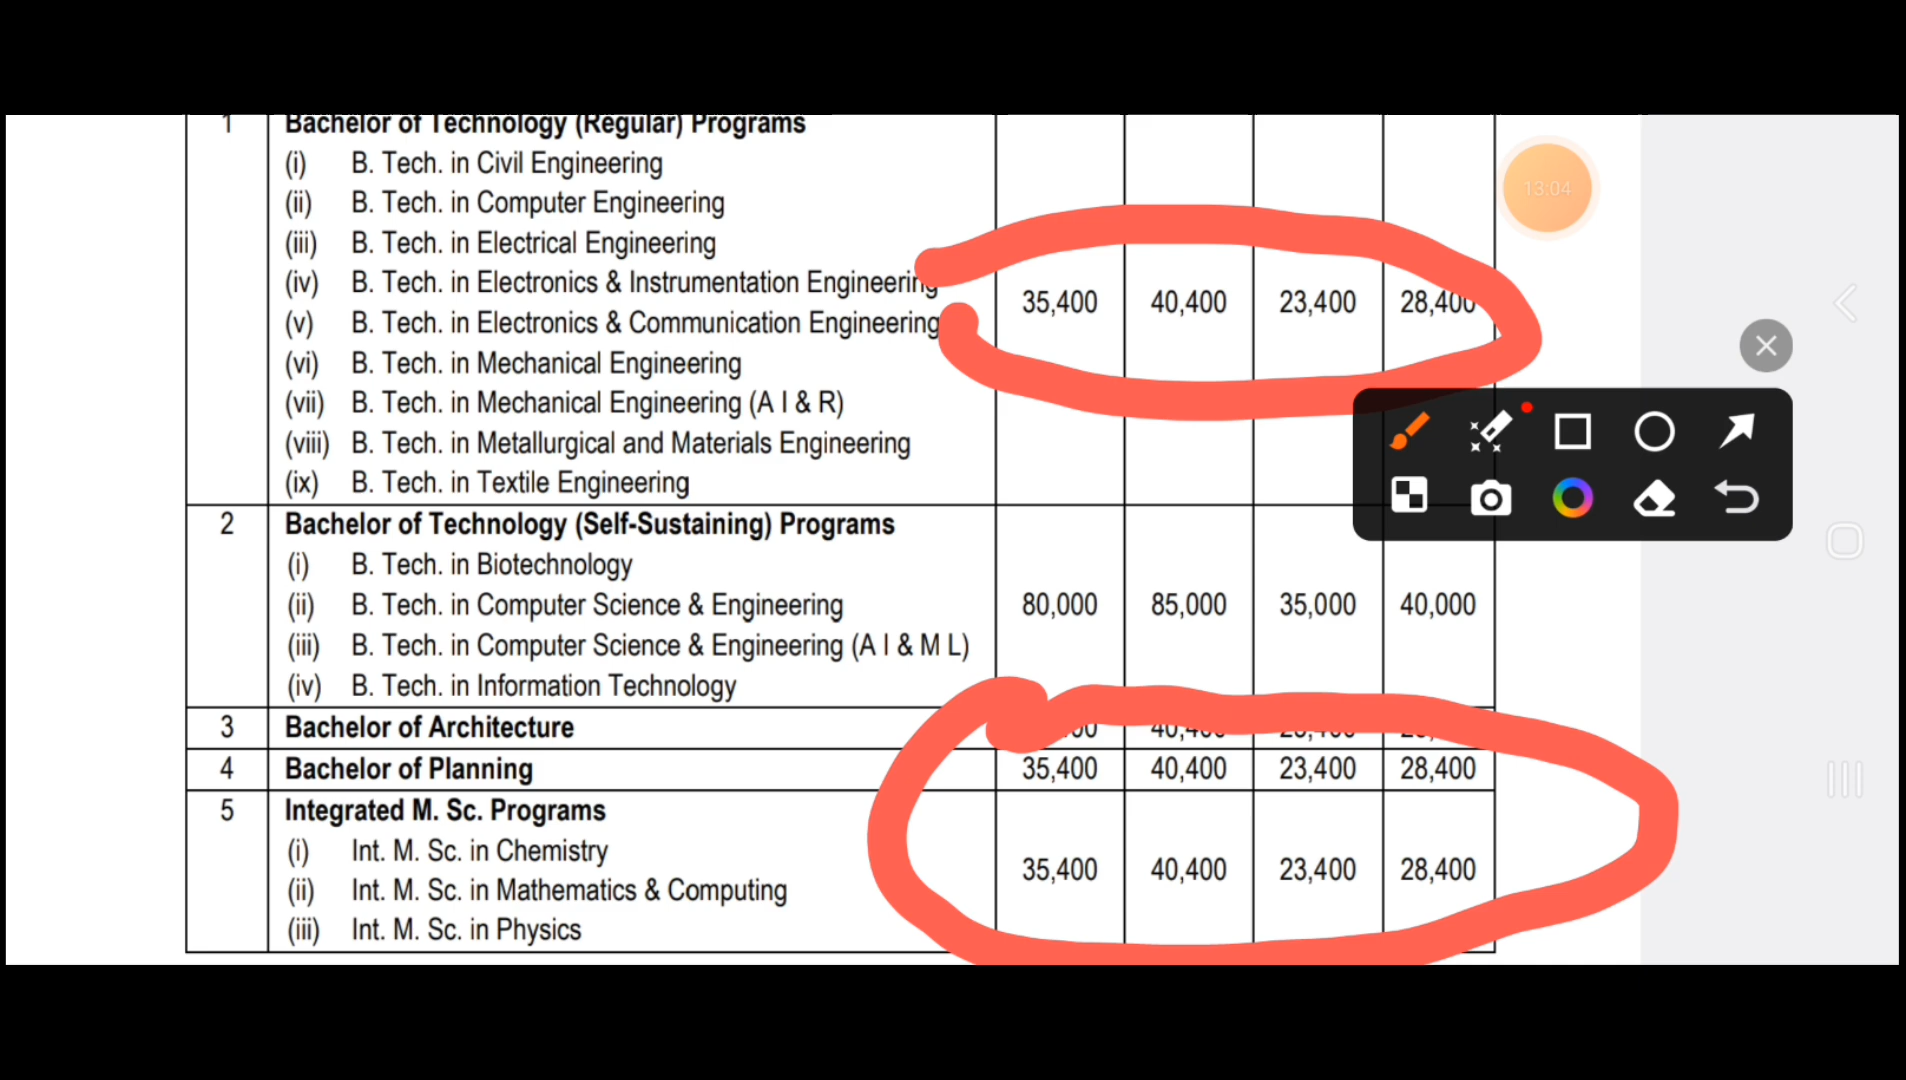 1 Bachelor of Technology (Regular) Programs
(i) B. Tech. in Civil Engineering
(ii) B. Tech. in Computer Engineering
(iii) B. Tech. in Electrical Engineering
(iv) B. Tech. in Electronics & Instrumentation Engineering
35,400 40,400 23,400 28,400
(v) B. Tech. in Electronics & Communication Engineering
(vi) B. Tech. in Mechanical Engineering
(vii) B. Tech. in Mechanical Engineering (A I & R)
(viii) B. Tech. in Metallurgical and Materials Engineering
(ix) B. Tech. in Textile Engineering
2 Bachelor of Technology (Self-Sustaining) Programs
(i) B. Tech. in Biotechnology
(ii) B. Tech. in Computer Science & Engineering 80,000 85,000 35,000 40,000
(iii) B. Tech. in Computer Science & Engineering (A I & M L)
(iv) B. Tech. in Information Technology
3 Bachelor of Architecture
4 Bachelor of Planning 35,400 40,400 23,400 28,400
5 Integrated M. Sc. Programs
(i) Int. M. Sc. in Chemistry
35,400 40,400 23,400 28,400
(ii) Int. M. Sc. in Mathematics & Computing
(iii) Int. M. Sc. in Physics
13:04